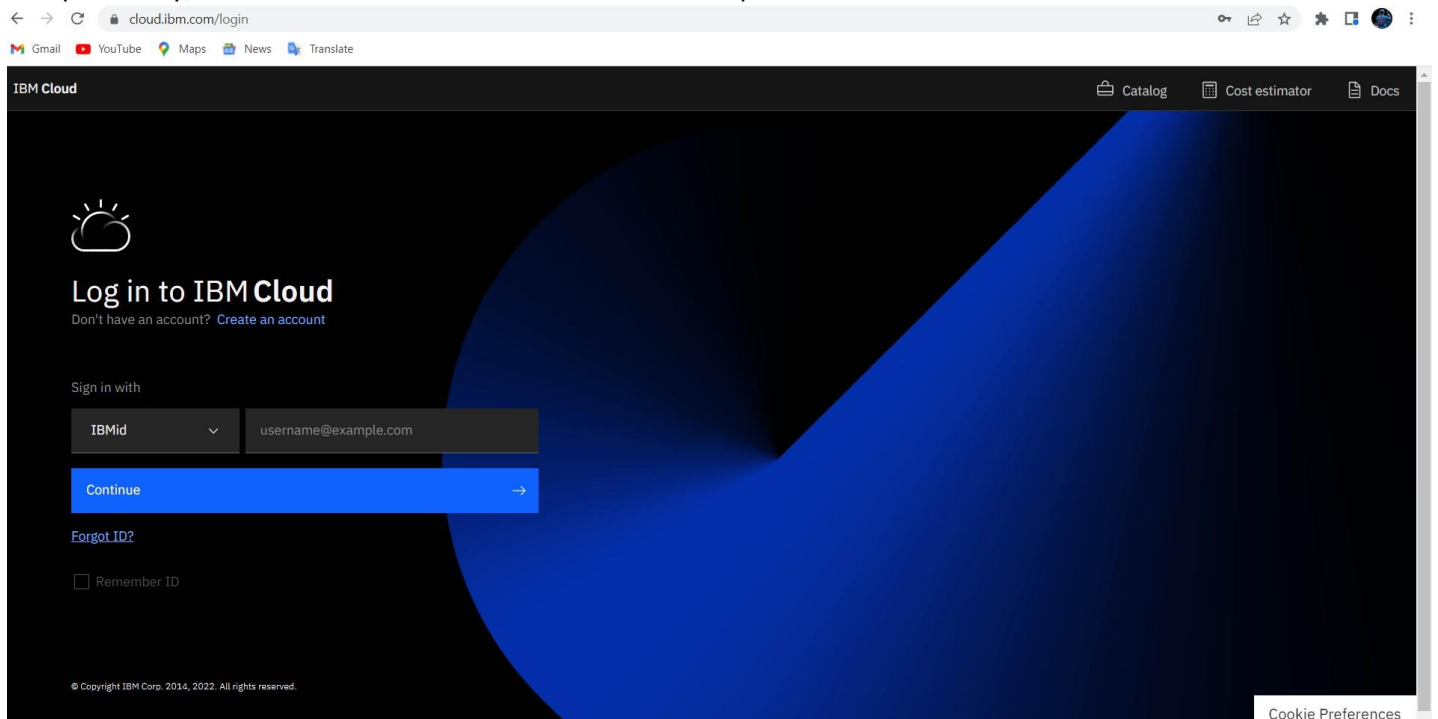 cloud.ibm.com/login
Gmail YouTube Maps News Translate
IBM Cloud Catalog Cost estimator Docs
Log in to IBM Cloud
Don't have an account? Create an account
Sign in with
IBMid username@example.com
Continue
Forgot ID?
Remember ID
© Copyright IBM Corp. 2014, 2022. All rights reserved.
Cookie Preferences